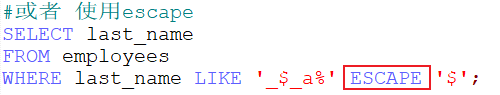 #或者 使用escape
SELECT last_name
FROM employees
WHERE last_name LIKE '_$_a%' ESCAPE '$';